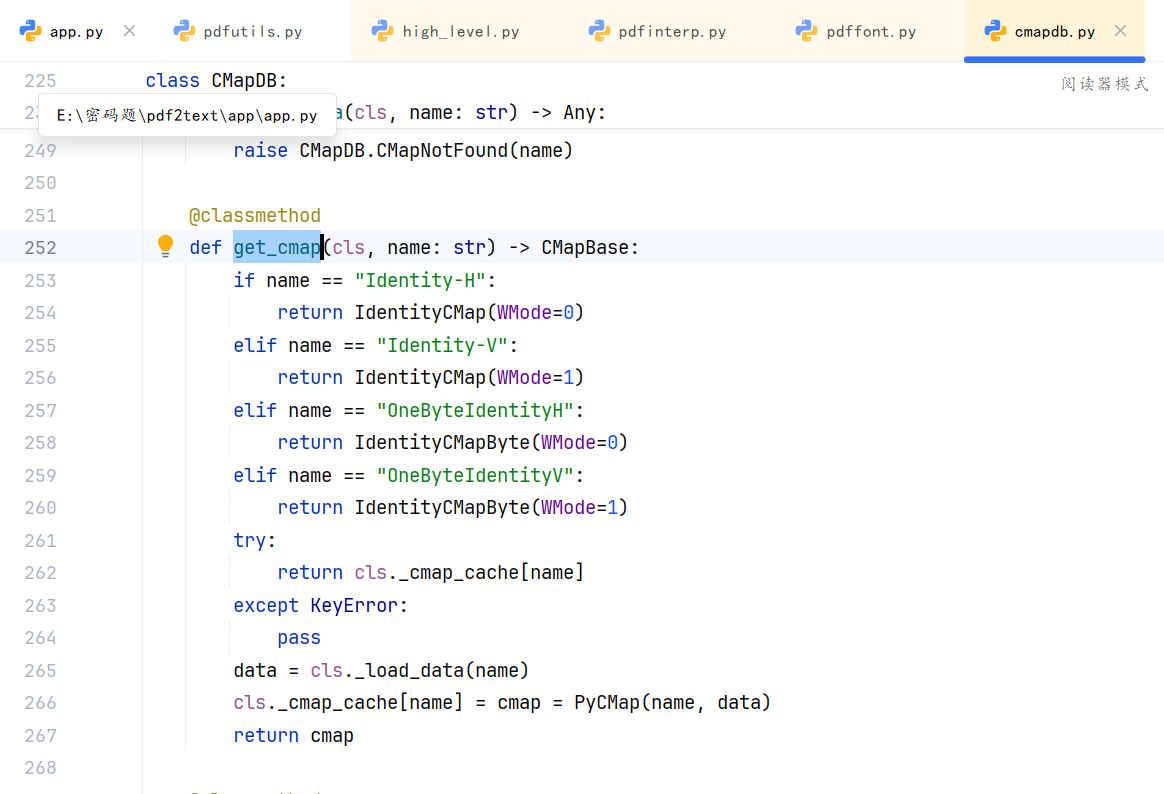 app.py pdfutils.py high_level.py pdfinterp.py pdffont.py cmapdb.py
225 class CMapDB: 阅读器模式
a(cls, name: str) -> Any:
E:\密码题\pdf2text\app\app.py
249 raise CMapDB.CMapNotFound(name)
250
251 @classmethod
252 def get_cmap(cls, name: str) -> CMapBase:
253 if name == "Identity-H":
254 return IdentityCMap(WMode=0)
255 elif name == "Identity-V":
256 return IdentityCMap(WMode=1)
257 elif name == "OneByteIdentityH":
258 return IdentityCMapByte(WMode=0)
259 elif name == "OneByteIdentityV":
260 return IdentityCMapByte(WMode=1)
261 try:
262 return cls._cmap_cache[name]
263 except KeyError:
264 pass
265 data = cls._load_data(name)
266 cls._cmap_cache[name] = cmap = PyCMap(name, data)
267 return cmap
268